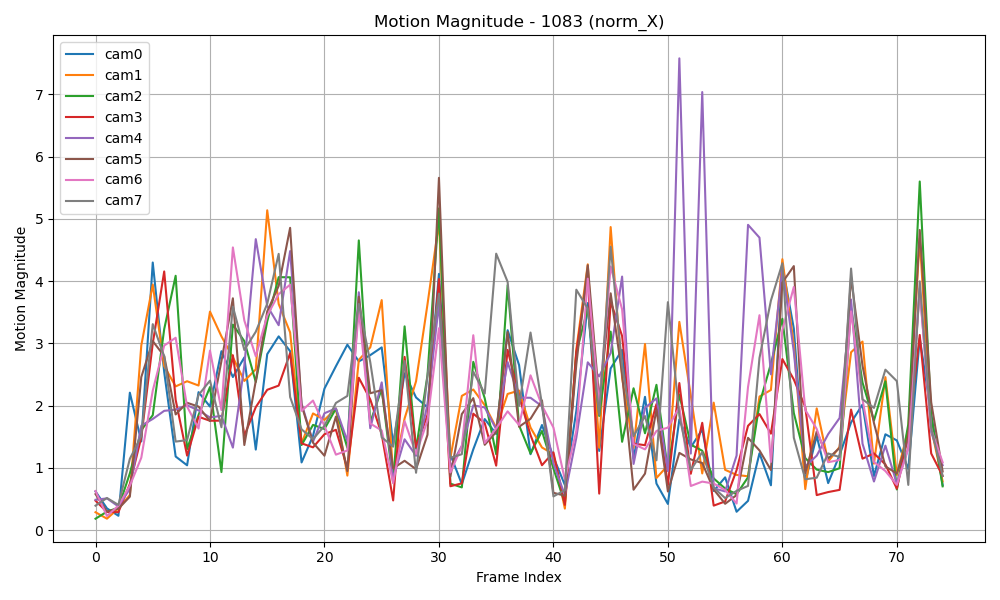 Motion Magnitude - 1083 (norm_X)
cam0
cam1
cam2
cam3
cam4
cam5
cam6
cam7
Motion Magnitude
7
6
5
4
3
2
1
0
0 10 20 30 40 50 60 70
Frame Index